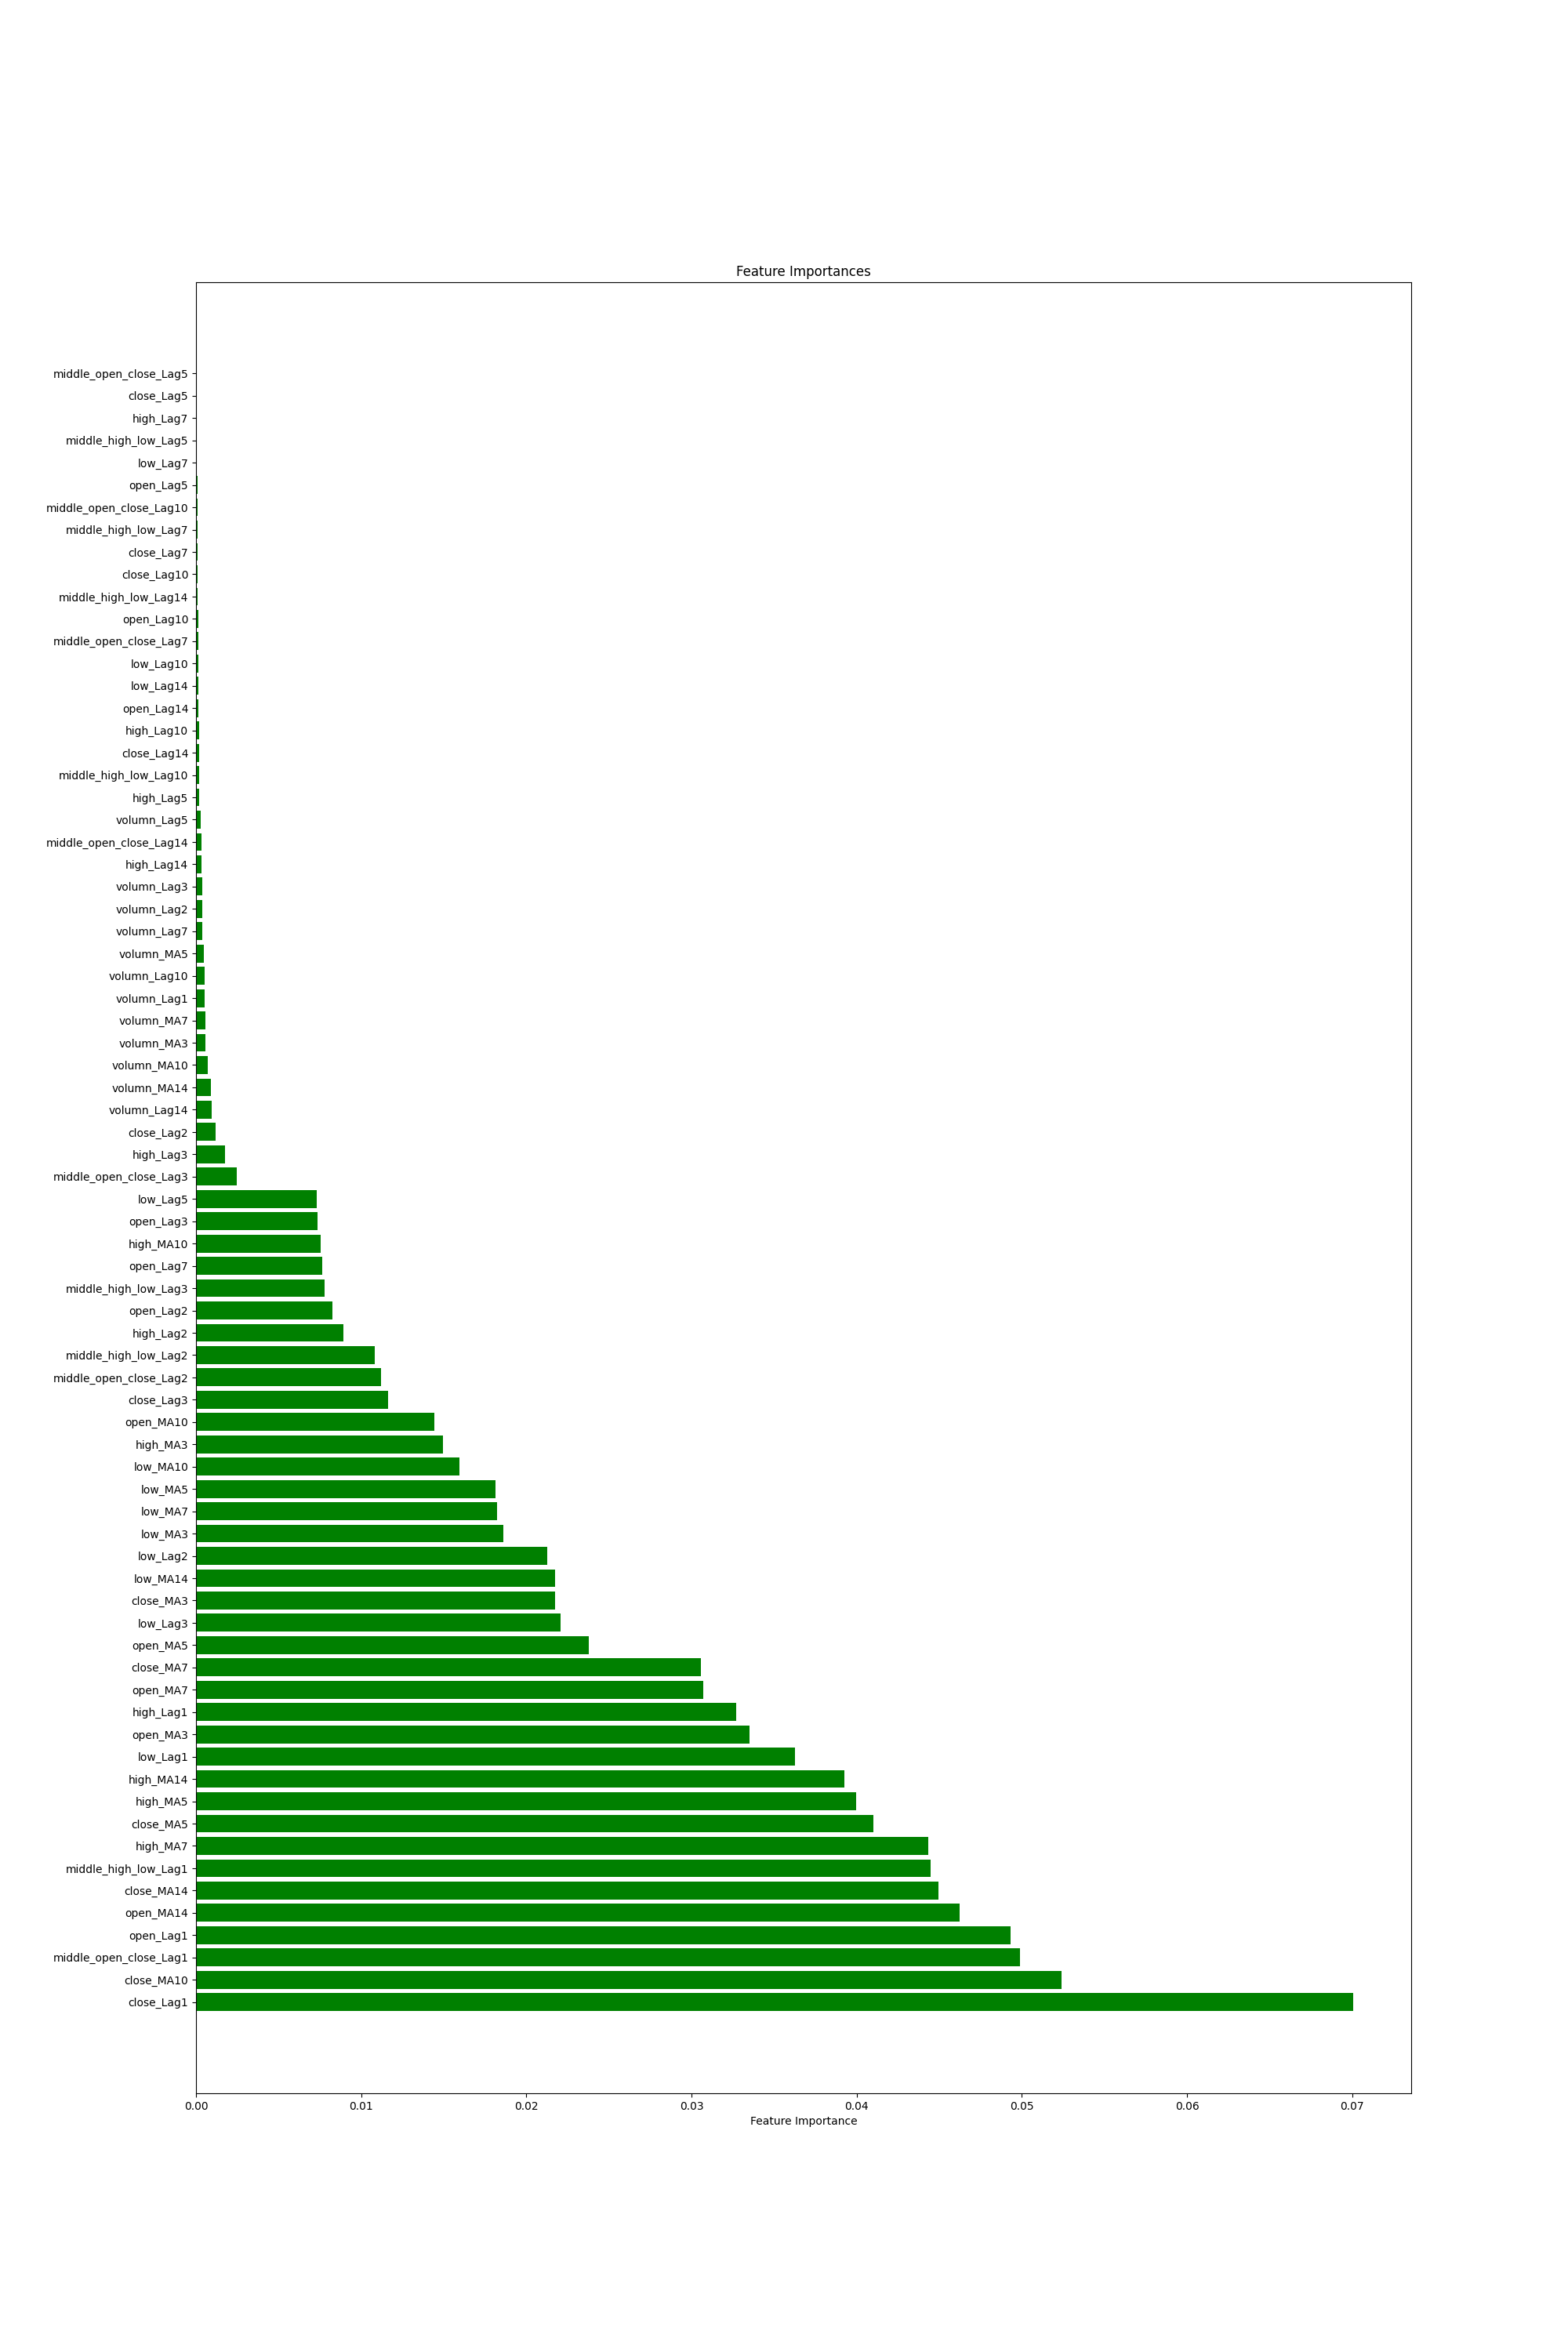 Feature Importances
middle_open_close_Lag5
close_Lag5
high_Lag7
middle_high_low_Lag5
low_Lag7
open_Lag5
middle_open_close_Lag10
middle_high_low_Lag7
close_Lag7
close_Lag10
middle_high_low_Lag14
open_Lag10
middle_open_close_Lag7
low_Lag10
low_Lag14
open_Lag14
high_Lag10
close_Lag14
middle_high_low_Lag10
high_Lag5
volumn_Lag5
middle_open_close_Lag14
high_Lag14
volumn_Lag3
volumn_Lag2
volumn_Lag7
volumn_MA5
volumn_Lag10
volumn_Lag1
volumn_MA7
volumn_MA3
volumn_MA10
volumn_MA14
volumn_Lag14
close_Lag2
high_Lag3
middle_open_close_Lag3
low_Lag5
open_Lag3
high_MA10
open_Lag7
middle_high_low_Lag3
open_Lag2
high_Lag2
middle_high_low_Lag2
middle_open_close_Lag2
close_Lag3
open_MA10
high_MA3
low_MA10
low_MA5
low_MA7
low_MA3
low_Lag2
low_MA14
close_MA3
low_Lag3
open_MA5
close_MA7
open_MA7
high_Lag1
open_MA3
low_Lag1
high_MA14
high_MA5
close_MA5
high_MA7
middle_high_low_Lag1
close_MA14
open_MA14
open_Lag1
middle_open_close_Lag1
close_MA10
close_Lag1
0.00 0.01 0.02 0.03 0.04 0.05 0.06 0.07
Feature Importance